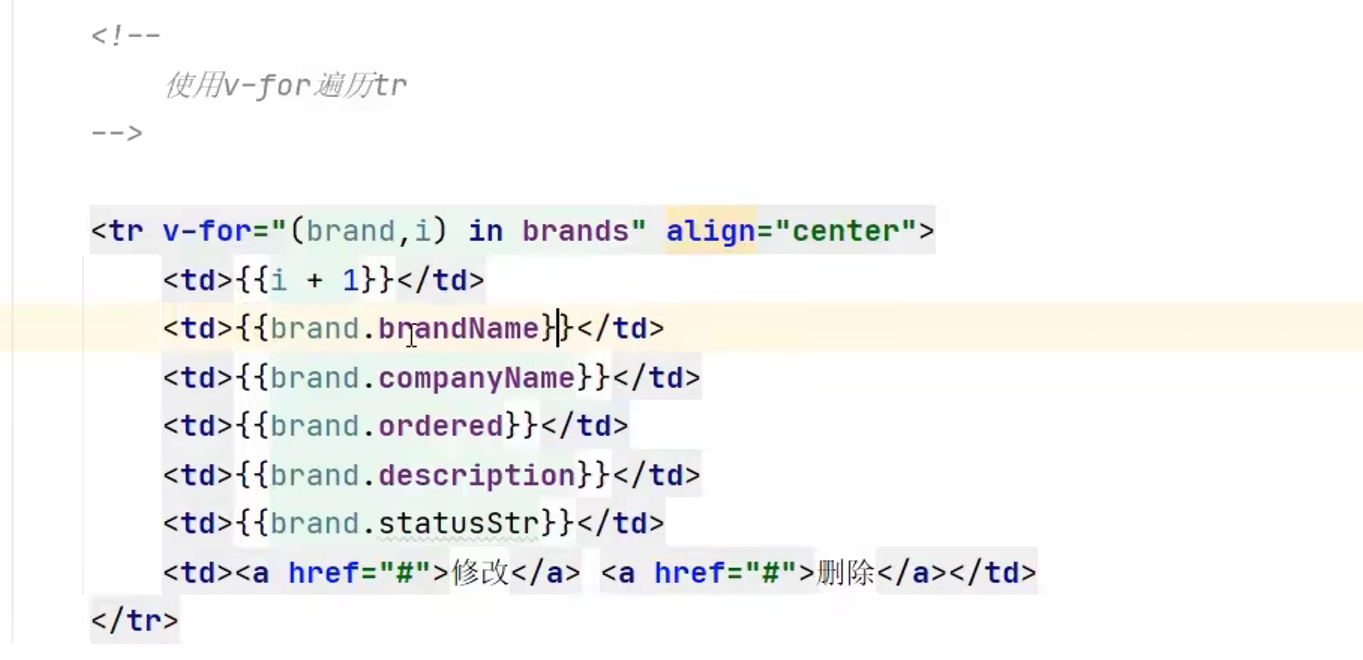 <!--
使用v-for遍历tr
-->
<tr v-for="(brand,i) in brands" align="center">
<td>{{i + 1}}</td>
<td>{{brand.brandName}}</td>
<td>{{brand.companyName}}</td>
<td>{{brand.ordered}}</td>
<td>{{brand.description}}</td>
<td>{{brand.statusStr}}</td>
<td><a href="#">修改</a> <a href="#">删除</a></td>
</tr>